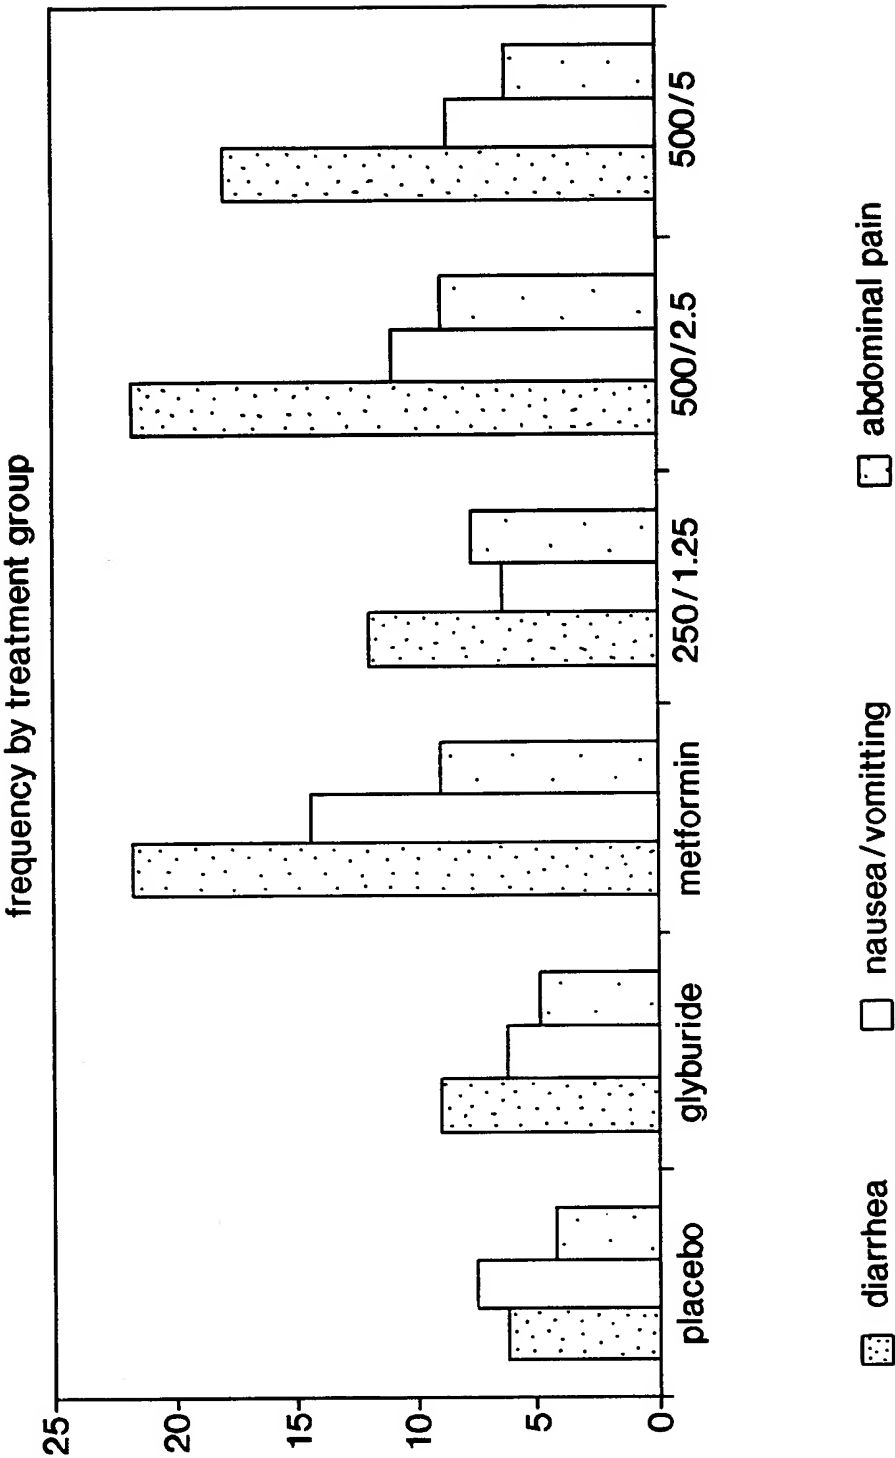 frequency by treatment group
25
20
15
10
5
0
placebo glyburide metformin 250/1.25 500/2.5 500/5
diarrhea nausea/vomitting abdominal pain